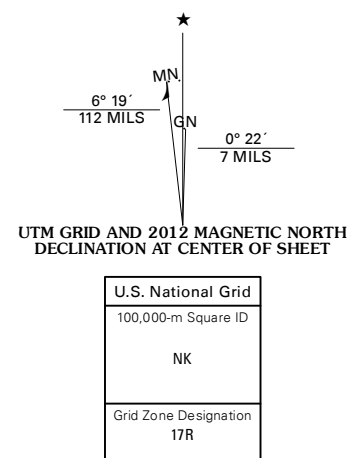 ★
MN.
6° 19´
112 MILS
GN
0° 22´
7 MILS
UTM GRID AND 2012 MAGNETIC NORTH
DECLINATION AT CENTER OF SHEET
U.S. National Grid
100,000-m Square ID
NK
Grid Zone Designation
17R